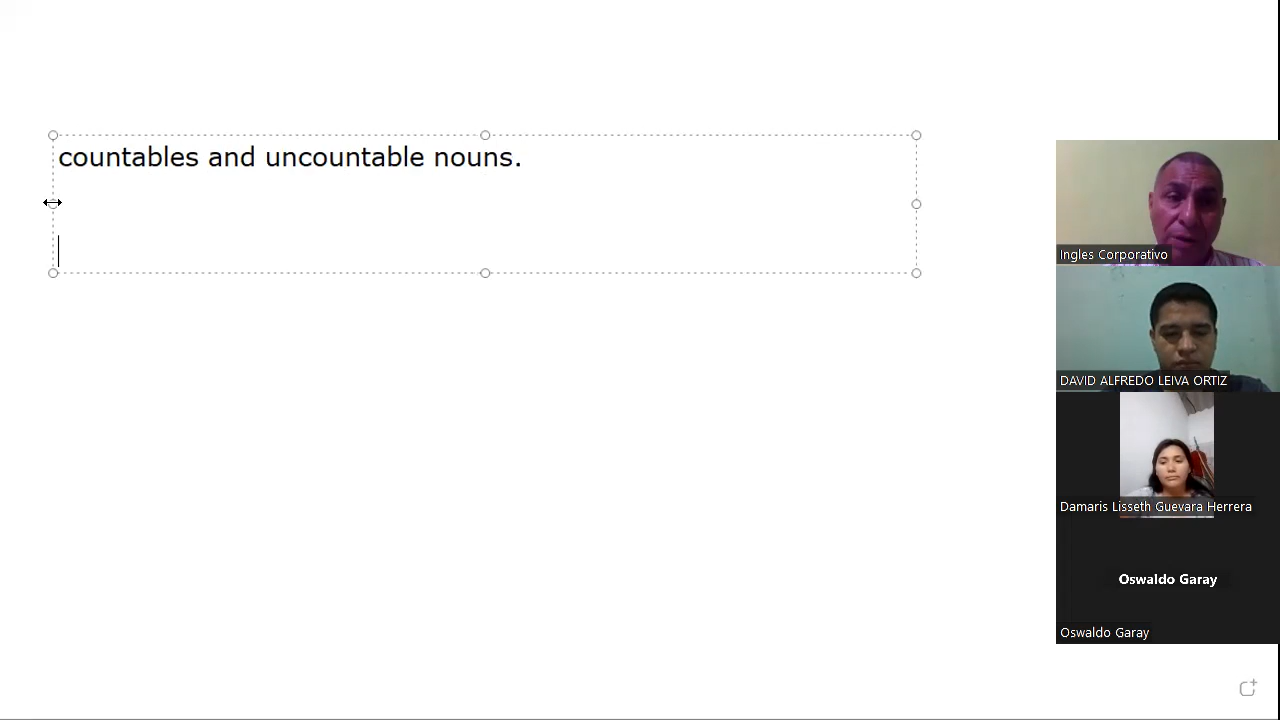 countables and uncountable nouns.
Ingles Corporativo
DAVID ALFREDO LEIVA ORTIZ
Damaris Lisseth Guevara Herrera
Oswaldo Garay
Oswaldo Garay